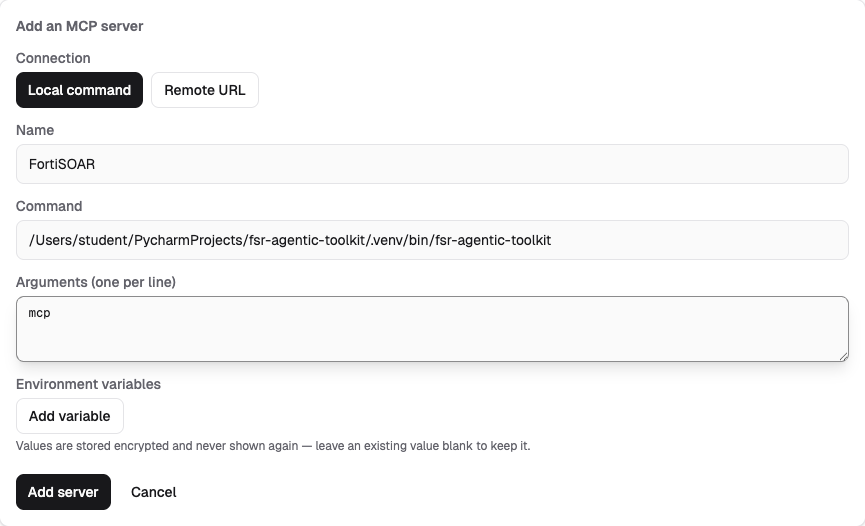 Add an MCP server
Connection
Local command
Remote URL
Name
FortiSOAR
Command
/Users/student/PycharmProjects/fsr-agentic-toolkit/.venv/bin/fsr-agentic-toolkit
Arguments (one per line)
mcp
Environment variables
Add variable
Values are stored encrypted and never shown again — leave an existing value blank to keep it.
Add server
Cancel